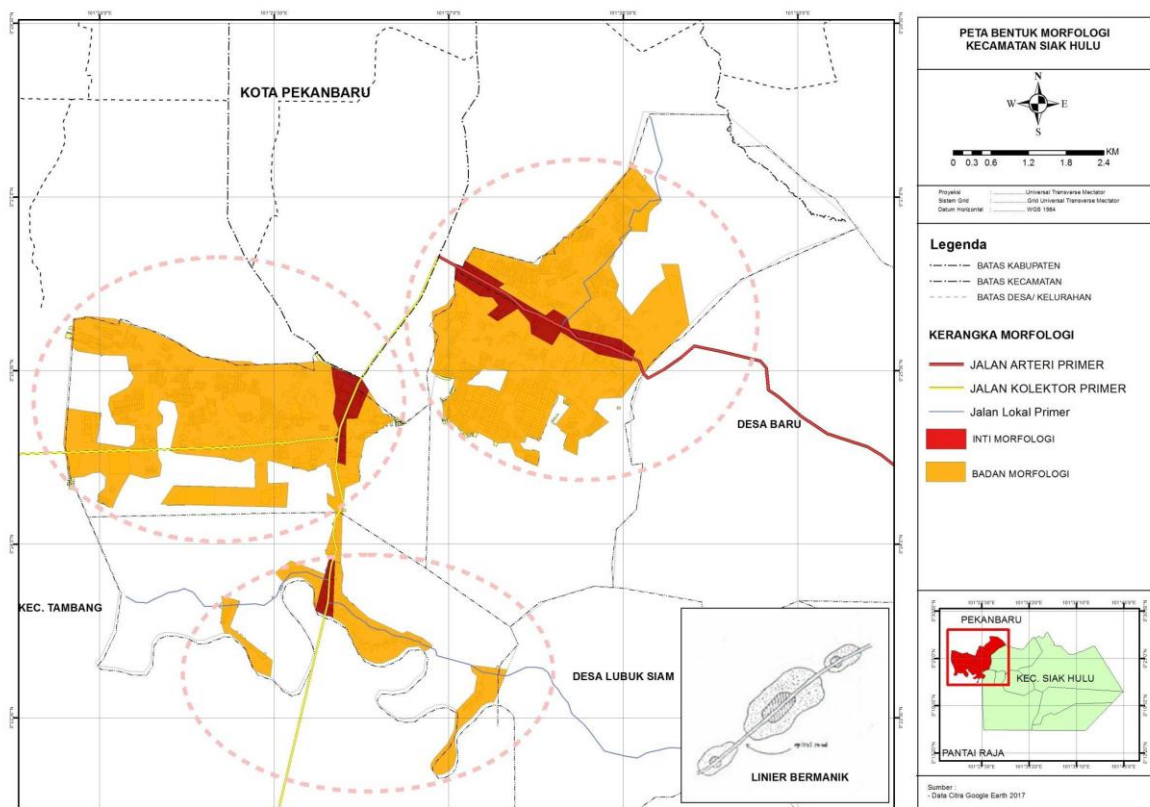 PETA BENTUK MORFOLOGI
KECAMATAN SIAK HULU
N
W E
S
KM
0 0.3 0.6 1.2 1.8 2.4
Proyeksi : Universal Transverse Mectator
Sistem Grid : Grid Universal Transverse Mectator
Datum Horizontal : WGS 1984
Legenda
BATAS KABUPATEN
BATAS KECAMATAN
BATAS DESA/ KELURAHAN
KERANGKA MORFOLOGI
JALAN ARTERI PRIMER
JALAN KOLEKTOR PRIMER
Jalan Lokal Primer
INTI MORFOLOGI
BADAN MORFOLOGI
KOTA PEKANBARU
DESA BARU
KEC. TAMBANG
DESA LUBUK SIAM
LINIER BERMANIK
PEKANBARU
KEC. SIAK HULU
PANTAI RAJA
Sumber :
- Data Citra Google Earth 2017